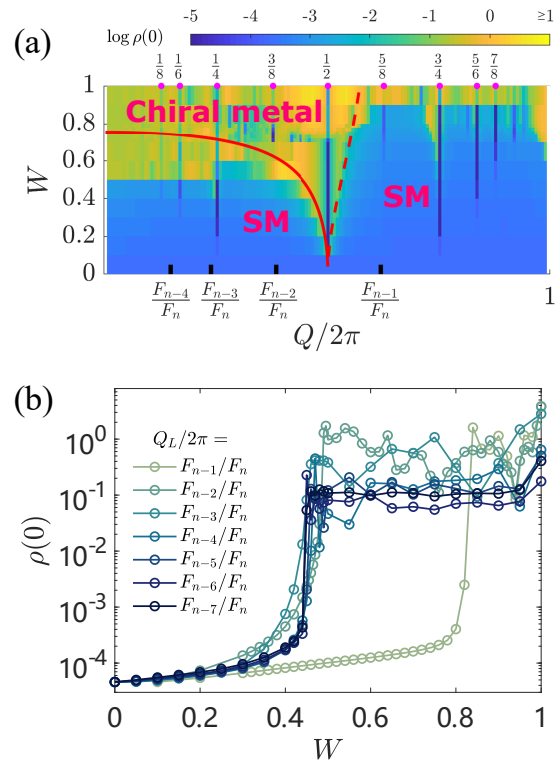 (a)
log ρ(0)
-5 -4 -3 -2 -1 0 ≥1
1/8 1/6 1/4 3/8 1/2 5/8 3/4 5/6 7/8
1
0.8
0.6
0.4
0.2
0
W
Chiral metal
SM
SM
F_{n−4}/F_n F_{n−3}/F_n F_{n−2}/F_n F_{n−1}/F_n
1
Q/2π
(b)
10^0
10^{-1}
10^{-2}
10^{-3}
10^{-4}
ρ(0)
Q_L/2π =
F_{n−1}/F_n
F_{n−2}/F_n
F_{n−3}/F_n
F_{n−4}/F_n
F_{n−5}/F_n
F_{n−6}/F_n
F_{n−7}/F_n
0 0.2 0.4 0.6 0.8 1
W